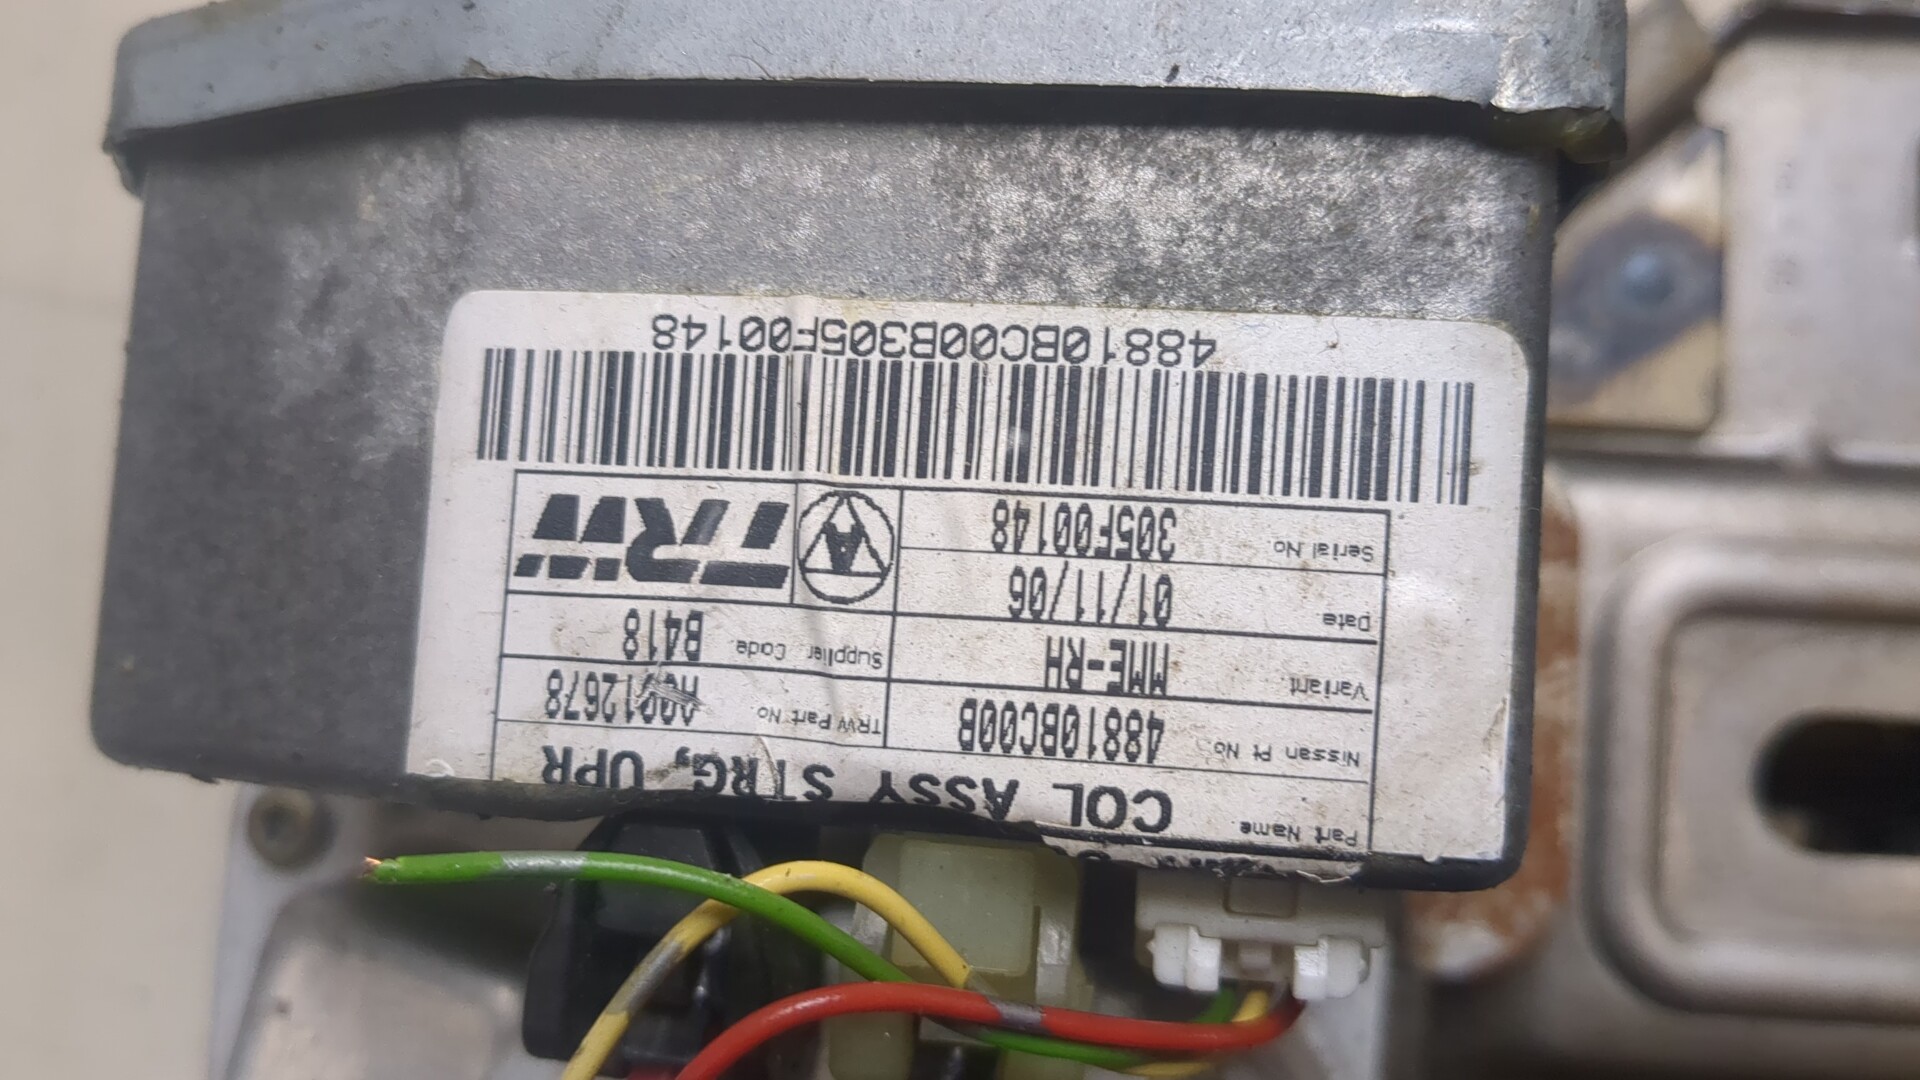 Part Name. COL ASSY STRG, UPR
Nissan Pt No. 48810BC00B TRW Part No. A0012678
Variant. MME-RH Supplier. Code. B418
Date. 01/11/06
Serial No. 305F00148 TRW
48810BC00B305F00148